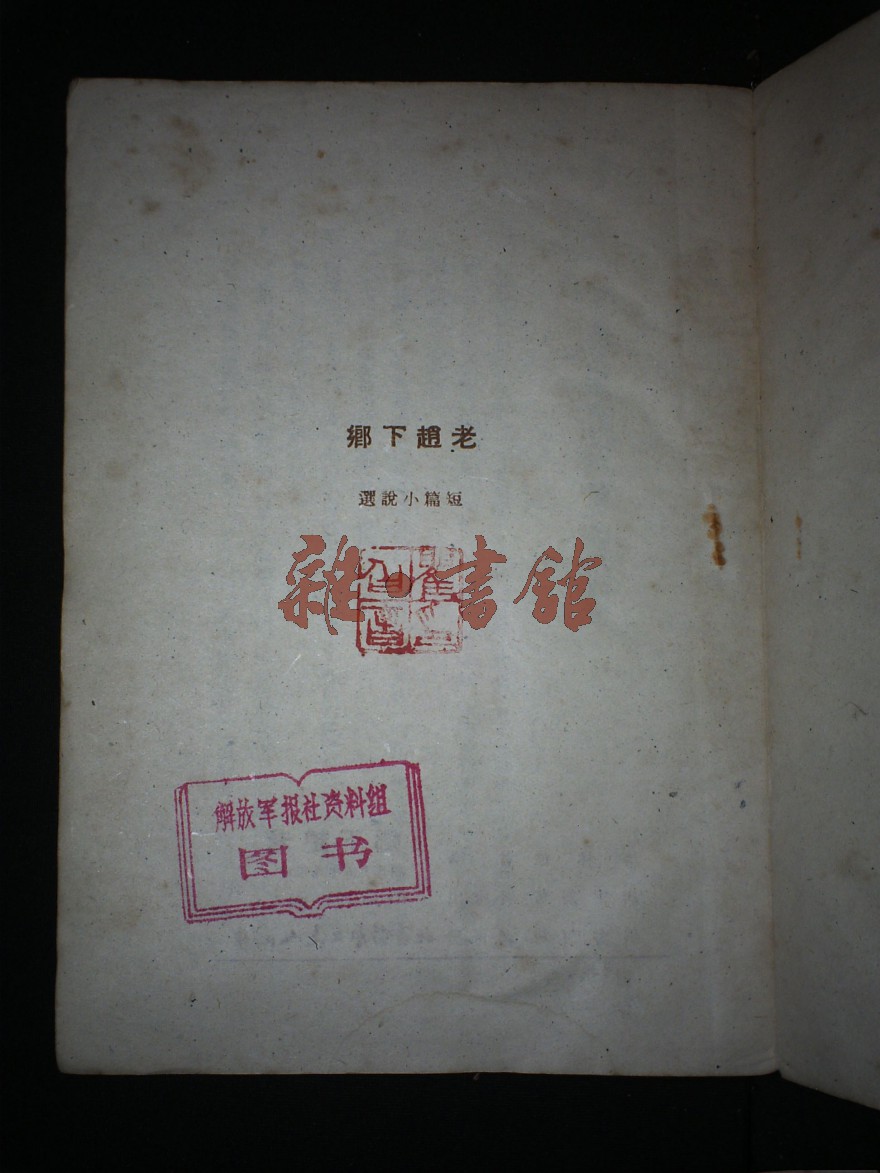 老趙下鄉
短篇小說選
雜·書館
解放军报社资料组
图书